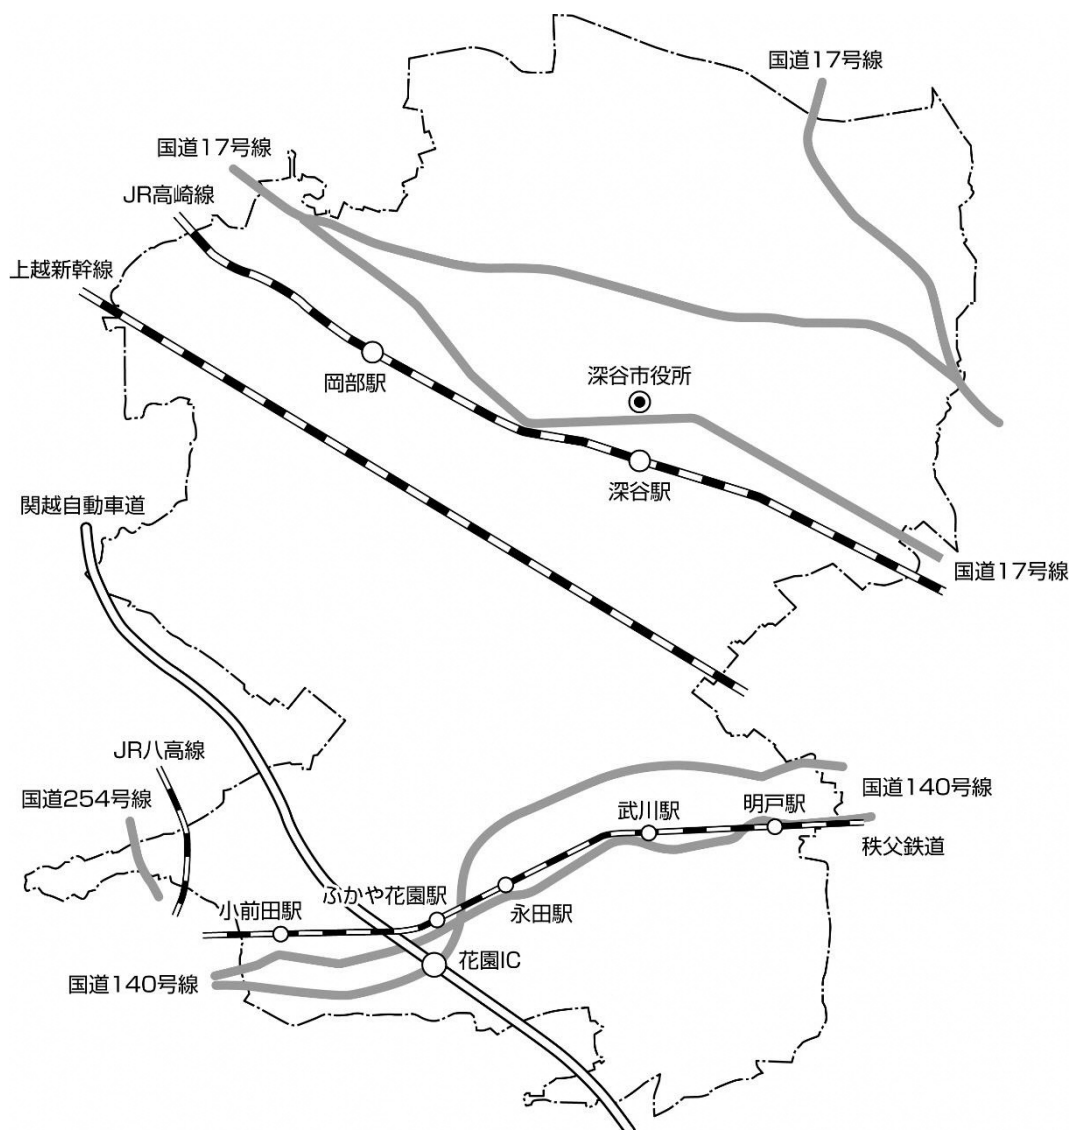 国道17号線
国道17号線
JR高崎線
上越新幹線
岡部駅
深谷市役所
深谷駅
関越自動車道
国道17号線
JR八高線
国道254号線
国道140号線
武川駅
明戸駅
秩父鉄道
ふかや花園駅
小前田駅
永田駅
花園IC
国道140号線